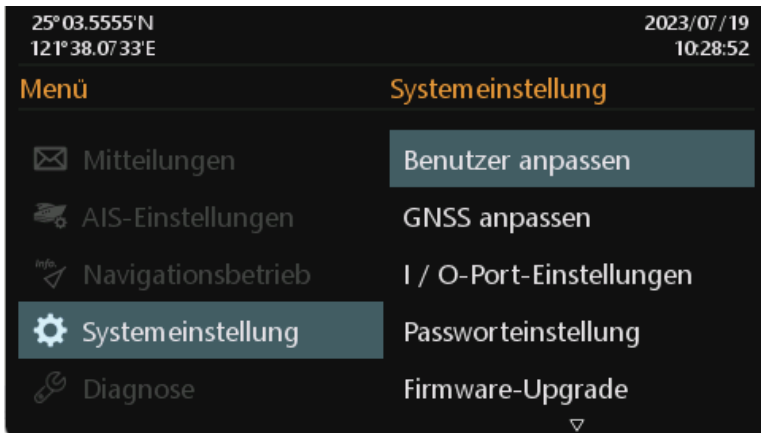 25°03.5555'N
121°38.0733'E
2023/07/19
10:28:52
Menü
Mitteilungen
AIS-Einstellungen
Info.
Navigationsbetrieb
Systemeinstellung
Diagnose
Systemeinstellung
Benutzer anpassen
GNSS anpassen
I / O-Port-Einstellungen
Passworteinstellung
Firmware-Upgrade